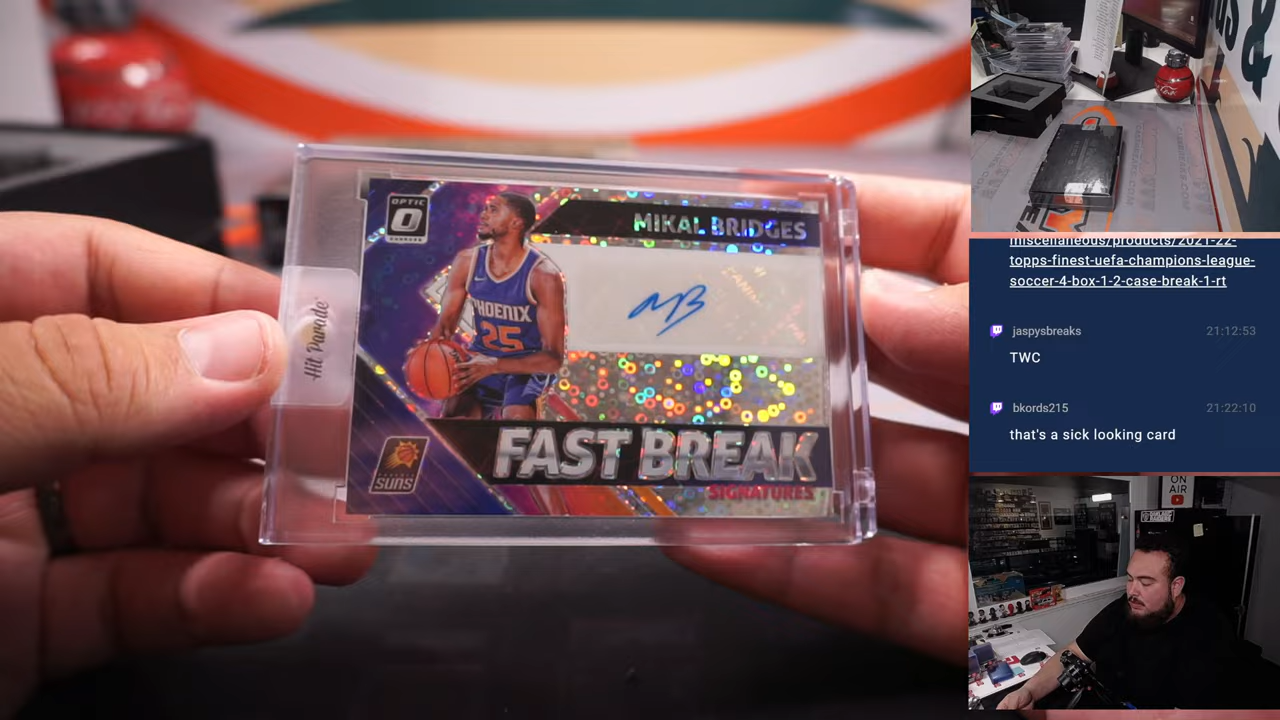 OPTIC
DONRUSS
MIKAL BRIDGES
PHOENIX
25
MB
Hit Parade
FAST BREAK
SIGNATURES
SUNS
miscellaneous/products/2021-22-
topps-finest-uefa-champions-league-
soccer-4-box-1-2-case-break-1-rt
jaspysbreaks 21:12:53
TWC
bkords215 21:22:10
that's a sick looking card
ON
AIR